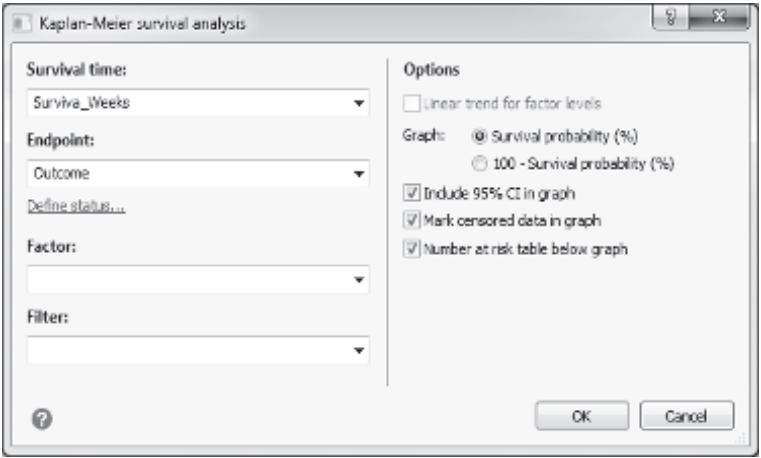 Kaplan-Meier survival analysis
Survival time:
Surviva_Weeks
Endpoint:
Outcome
Define status...
Factor:
Filter:
Options
Linear trend for factor levels
Graph:
Survival probability (%)
100 - Survival probability (%)
Include 95% CI in graph
Mark censored data in graph
Number at risk table below graph
?
OK
Cancel